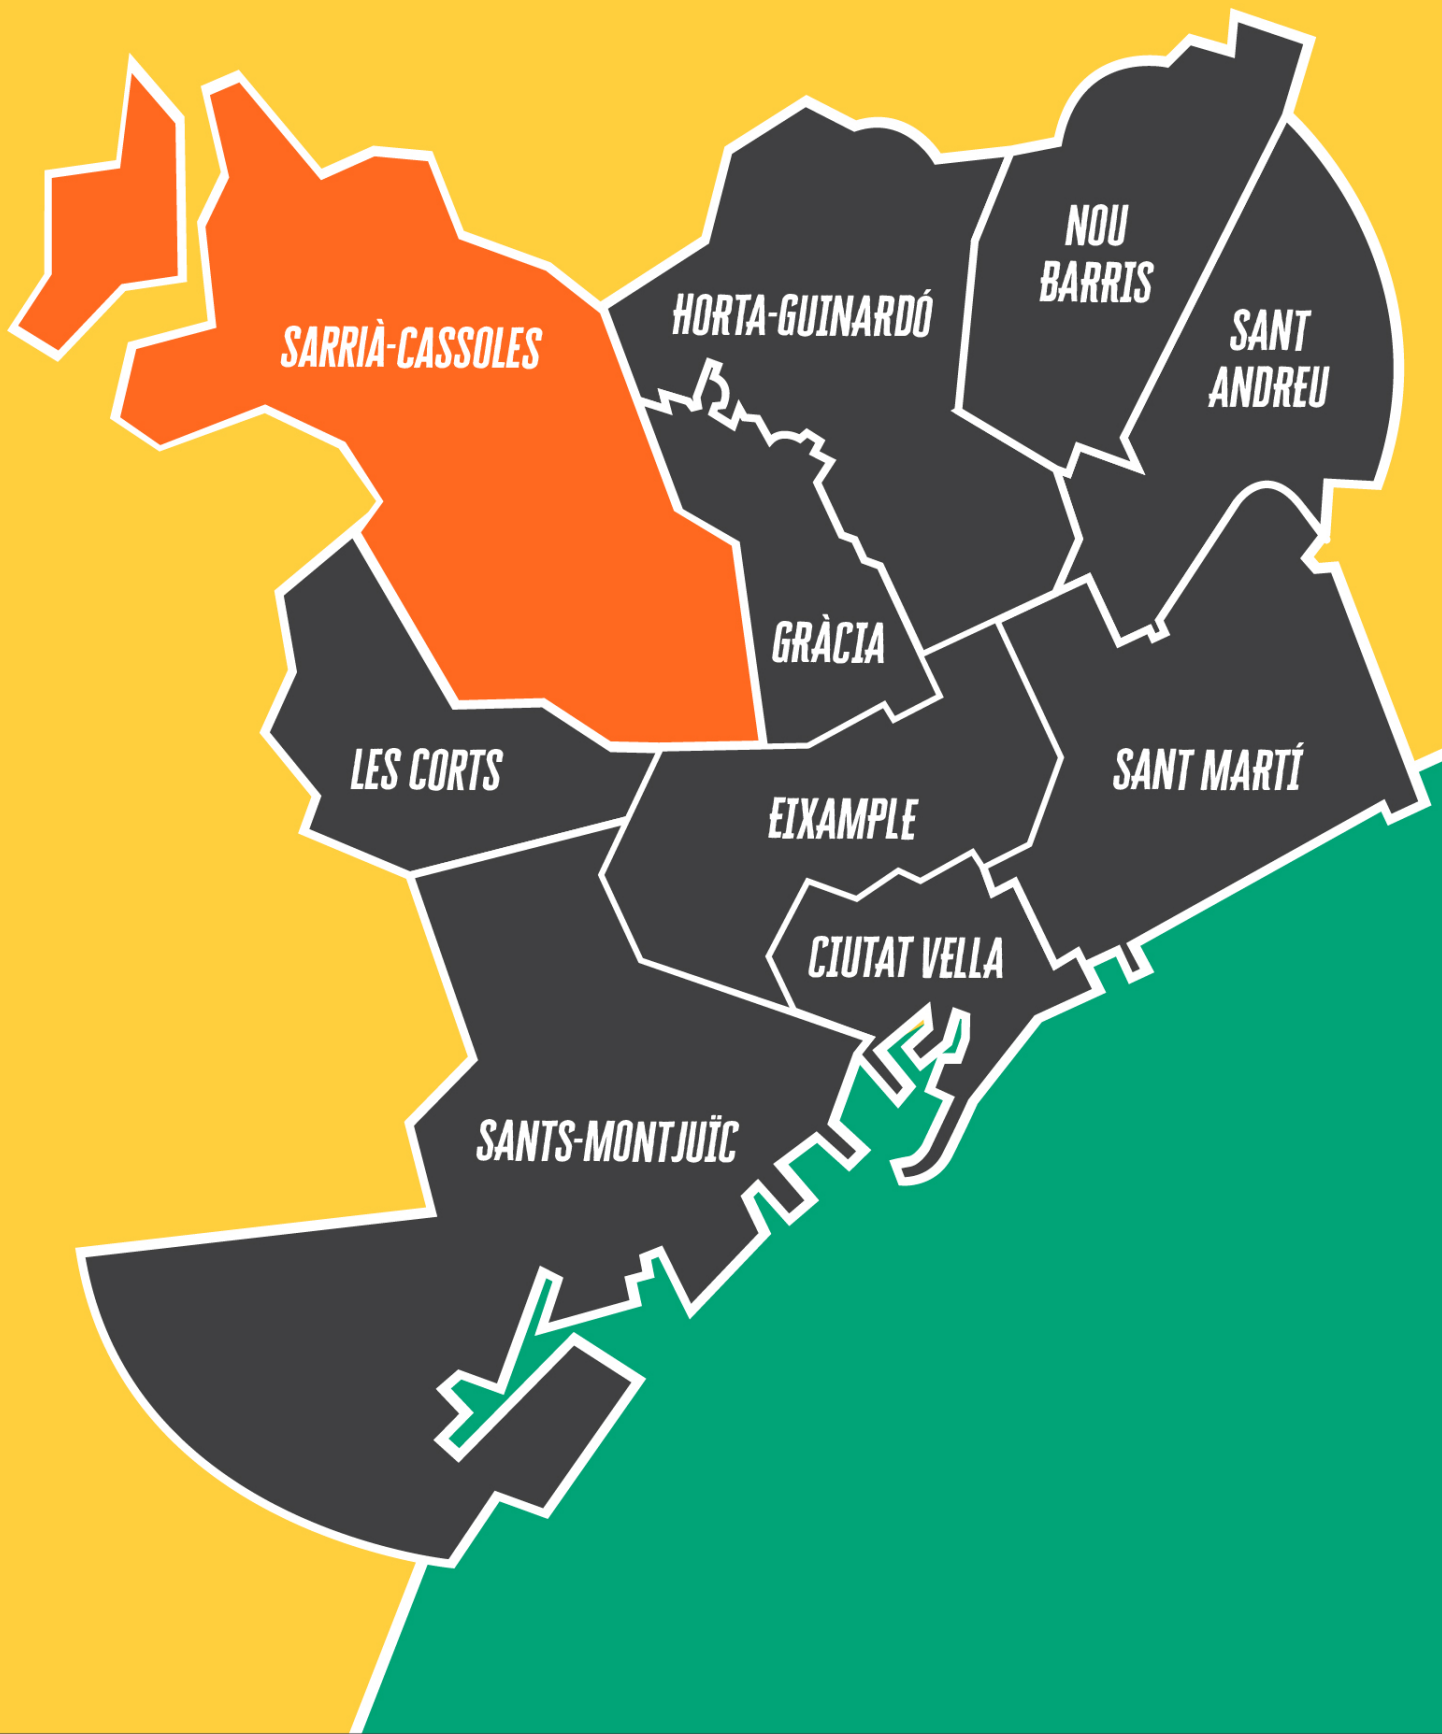 NOU
BARRIS
HORTA-GUINARDÓ
SANT
ANDREU
SARRIÀ-CASSOLES
GRÀCIA
LES CORTS
SANT MARTÍ
EIXAMPLE
CIUTAT VELLA
SANTS-MONTJUÏC